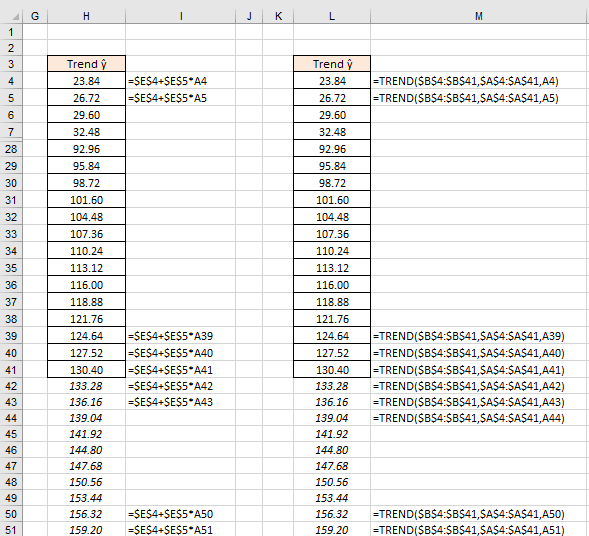 G H I J K L M
1
2
3 Trend ŷ Trend ŷ
4 23.84 =$E$4+$E$5*A4 23.84 =TREND($B$4:$B$41,$A$4:$A$41,A4)
5 26.72 =$E$4+$E$5*A5 26.72 =TREND($B$4:$B$41,$A$4:$A$41,A5)
6 29.60 29.60
7 32.48 32.48
28 92.96 92.96
29 95.84 95.84
30 98.72 98.72
31 101.60 101.60
32 104.48 104.48
33 107.36 107.36
34 110.24 110.24
35 113.12 113.12
36 116.00 116.00
37 118.88 118.88
38 121.76 121.76
39 124.64 =$E$4+$E$5*A39 124.64 =TREND($B$4:$B$41,$A$4:$A$41,A39)
40 127.52 =$E$4+$E$5*A40 127.52 =TREND($B$4:$B$41,$A$4:$A$41,A40)
41 130.40 =$E$4+$E$5*A41 130.40 =TREND($B$4:$B$41,$A$4:$A$41,A41)
42 133.28 =$E$4+$E$5*A42 133.28 =TREND($B$4:$B$41,$A$4:$A$41,A42)
43 136.16 =$E$4+$E$5*A43 136.16 =TREND($B$4:$B$41,$A$4:$A$41,A43)
44 139.04 139.04 =TREND($B$4:$B$41,$A$4:$A$41,A44)
45 141.92 141.92
46 144.80 144.80
47 147.68 147.68
48 150.56 150.56
49 153.44 153.44
50 156.32 =$E$4+$E$5*A50 156.32 =TREND($B$4:$B$41,$A$4:$A$41,A50)
51 159.20 =$E$4+$E$5*A51 159.20 =TREND($B$4:$B$41,$A$4:$A$41,A51)